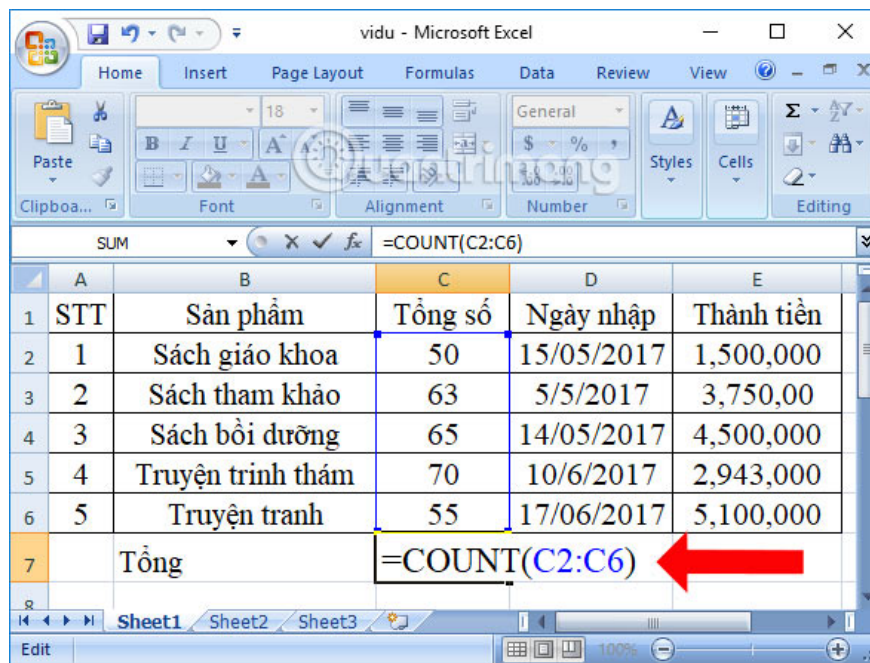 vidu - Microsoft Excel
Home Insert Page Layout Formulas Data Review View
Paste
18
General
B I U A A
$ % ,
Styles
Cells
Σ
Quantrimang
Clipboa... Font Alignment Number Editing
SUM fx =COUNT(C2:C6)
A B C D E
1 STT Sản phẩm Tổng số Ngày nhập Thành tiền
2 1 Sách giáo khoa 50 15/05/2017 1,500,000
3 2 Sách tham khảo 63 5/5/2017 3,750,00
4 3 Sách bồi dưỡng 65 14/05/2017 4,500,000
5 4 Truyện trinh thám 70 10/6/2017 2,943,000
6 5 Truyện tranh 55 17/06/2017 5,100,000
7 Tổng =COUNT(C2:C6)
8
Sheet1 Sheet2 Sheet3
Edit 100%